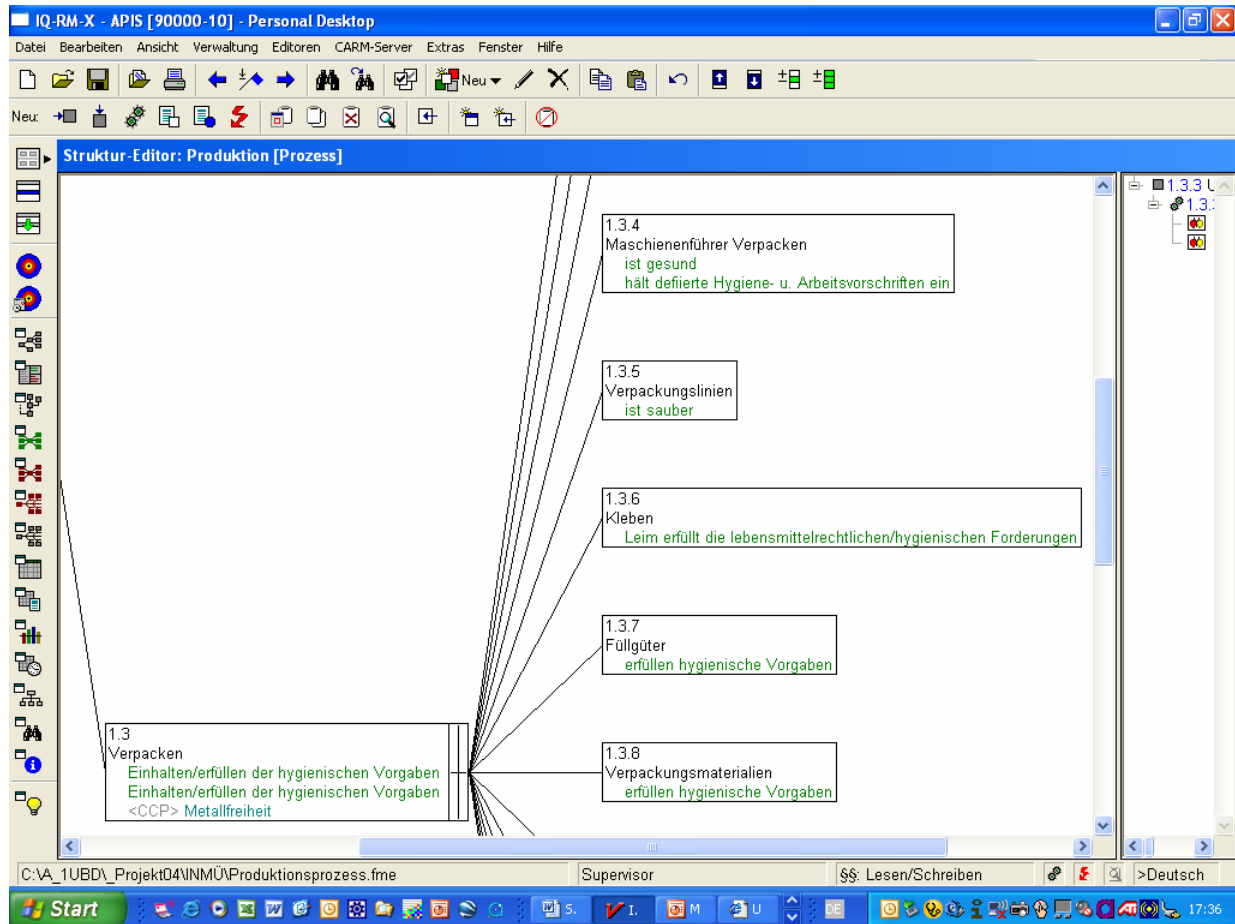 IQ-RM-X - APIS [90000-10] - Personal Desktop
Datei Bearbeiten Ansicht Verwaltung Editoren CARM-Server Extras Fenster Hilfe
Neu
Neu:
Struktur-Editor: Produktion [Prozess]
1.3.4
Maschienenführer Verpacken
ist gesund
hält defiierte Hygiene- u. Arbeitsvorschriften ein
1.3.5
Verpackungslinien
ist sauber
1.3.6
Kleben
Leim erfüllt die lebensmittelrechtlichen/hygienischen Forderungen
1.3.7
Füllgüter
erfüllen hygienische Vorgaben
1.3
Verpacken
Einhalten/erfüllen der hygienischen Vorgaben
Einhalten/erfüllen der hygienischen Vorgaben
<CCP> Metallfreiheit
1.3.8
Verpackungsmaterialien
erfüllen hygienische Vorgaben
1.3.3 U
1.3.
C:\A_1UBD\_Projekt04\INMÜ\Produktionsprozess.fme Supervisor §§: Lesen/Schreiben >Deutsch
Start S. I. M U DE 17:36